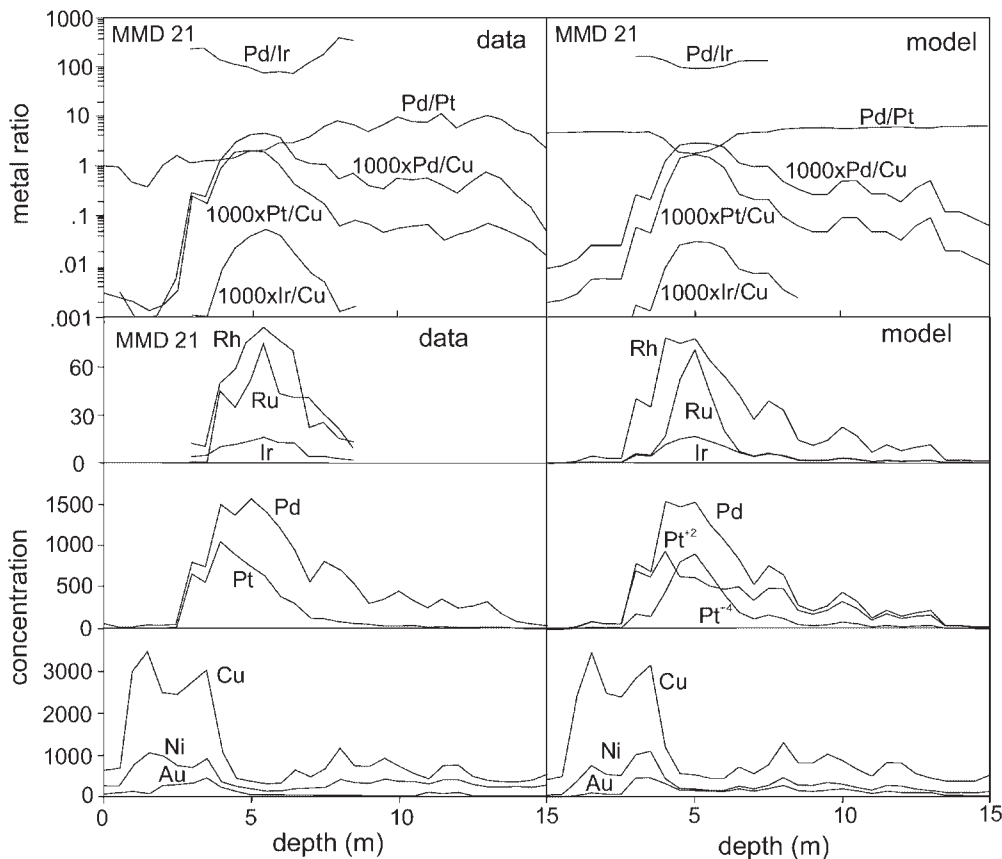 1000
MMD 21
Pd/Ir
data
MMD 21
Pd/Ir
model
100
Pd/Pt
Pd/Pt
10
metal ratio
1000xPd/Cu
1000xPd/Cu
1
1000xPt/Cu
1000xPt/Cu
.1
.01
1000xIr/Cu
1000xIr/Cu
.001
MMD 21
Rh
data
model
Rh
60
Ru
Ru
30
Ir
Ir
0
1500
Pd
Pd
Pt+2
1000
Pt
500
Pt-4
0
concentration
3000
Cu
Cu
2000
Ni
Ni
1000
Au
Au
0
0
5
10
15
5
10
15
depth (m)
depth (m)